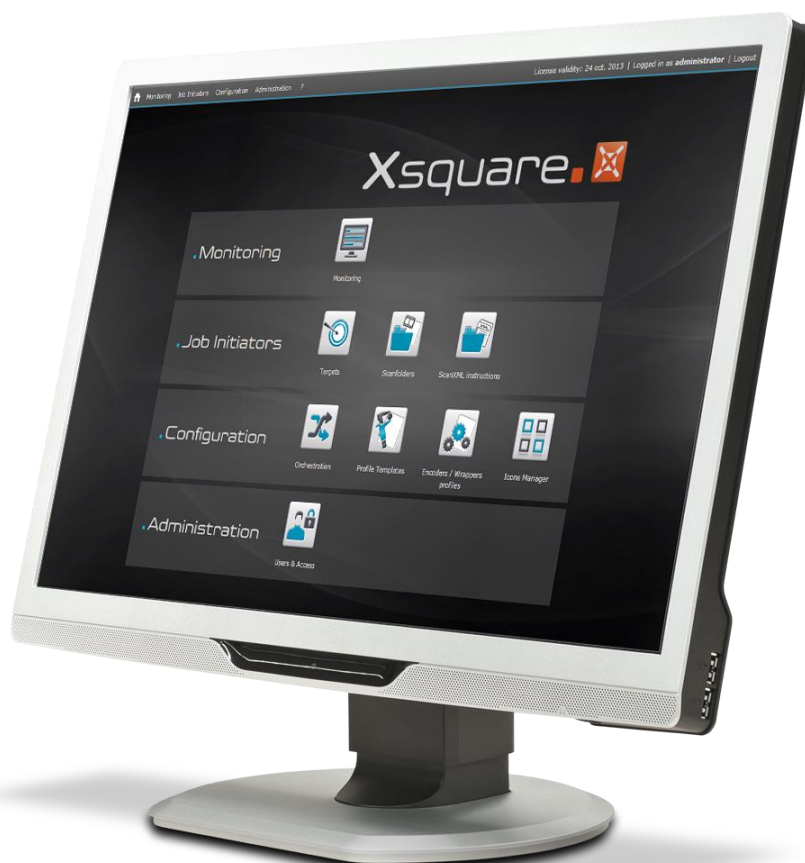 Monitoring Job Initiators Configuration Administration ?
License validity: 24 oct. 2013 | Logged in as administrator | Logout
Xsquare.
.Monitoring
Monitoring
.Job Initiators
Targets
Scanfolders
ScanXML instructions
.Configuration
Orchestration
Profile Templates
Encoders / Wrappers
profiles
Icons Manager
.Administration
Users & Access